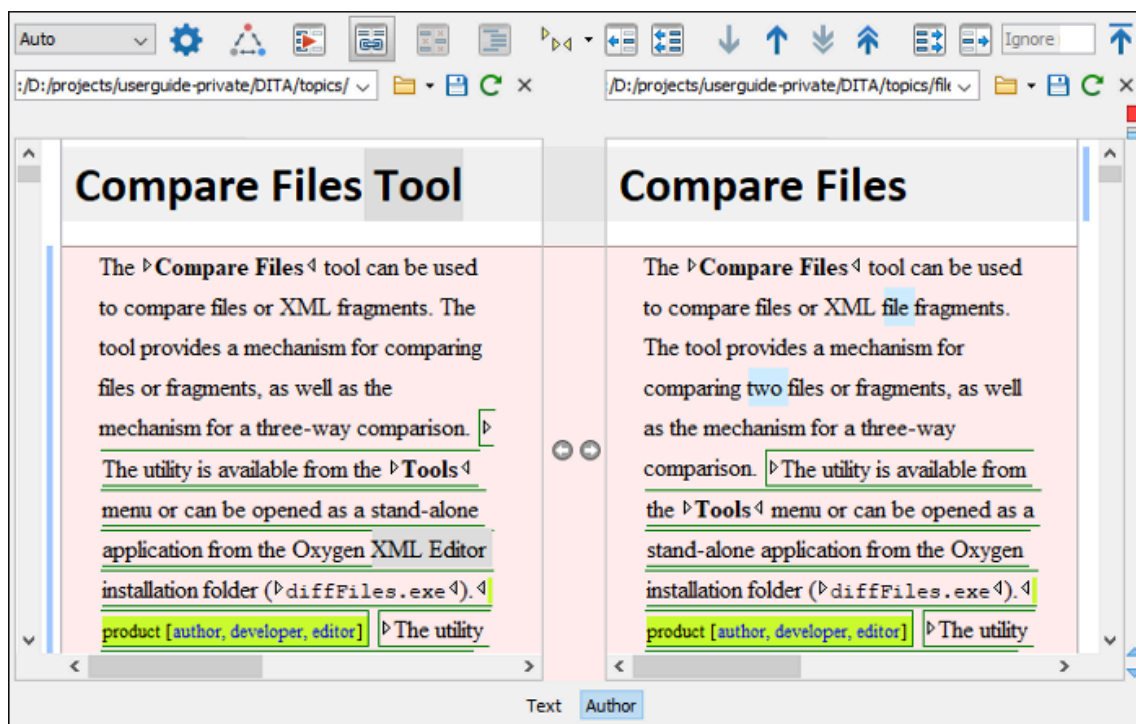 Auto
Ignore
:/D:/projects/userguide-private/DITA/topics/
/D:/projects/userguide-private/DITA/topics/file
Compare Files Tool
The Compare Files tool can be used
to compare files or XML fragments. The
tool provides a mechanism for comparing
files or fragments, as well as the
mechanism for a three-way comparison.
The utility is available from the Tools
menu or can be opened as a stand-alone
application from the Oxygen XML Editor
installation folder (diffFiles.exe).
product [author, developer, editor] The utility
Compare Files
The Compare Files tool can be used
to compare files or XML file fragments.
The tool provides a mechanism for
comparing two files or fragments, as well
as the mechanism for a three-way
comparison. The utility is available from
the Tools menu or can be opened as a
stand-alone application from the Oxygen
installation folder (diffFiles.exe).
product [author, developer, editor] The utility
Text Author